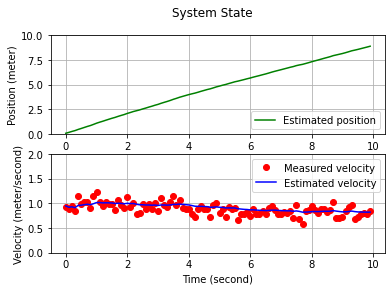 System State
Position (meter)
10.0
7.5
5.0
2.5
0.0
Estimated position
0 2 4 6 8 10
Velocity (meter/second)
2.0
1.5
1.0
0.5
0.0
Measured velocity
Estimated velocity
0 2 4 6 8 10
Time (second)